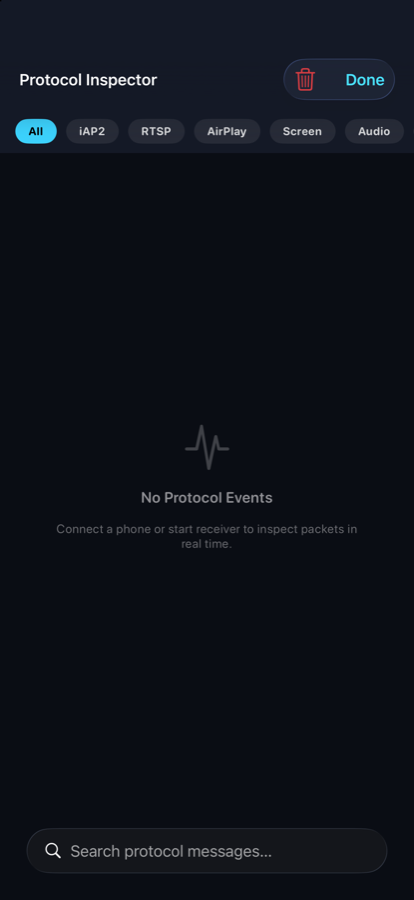 Protocol Inspector
Done
All
iAP2
RTSP
AirPlay
Screen
Audio
No Protocol Events
Connect a phone or start receiver to inspect packets in
real time.
Search protocol messages...